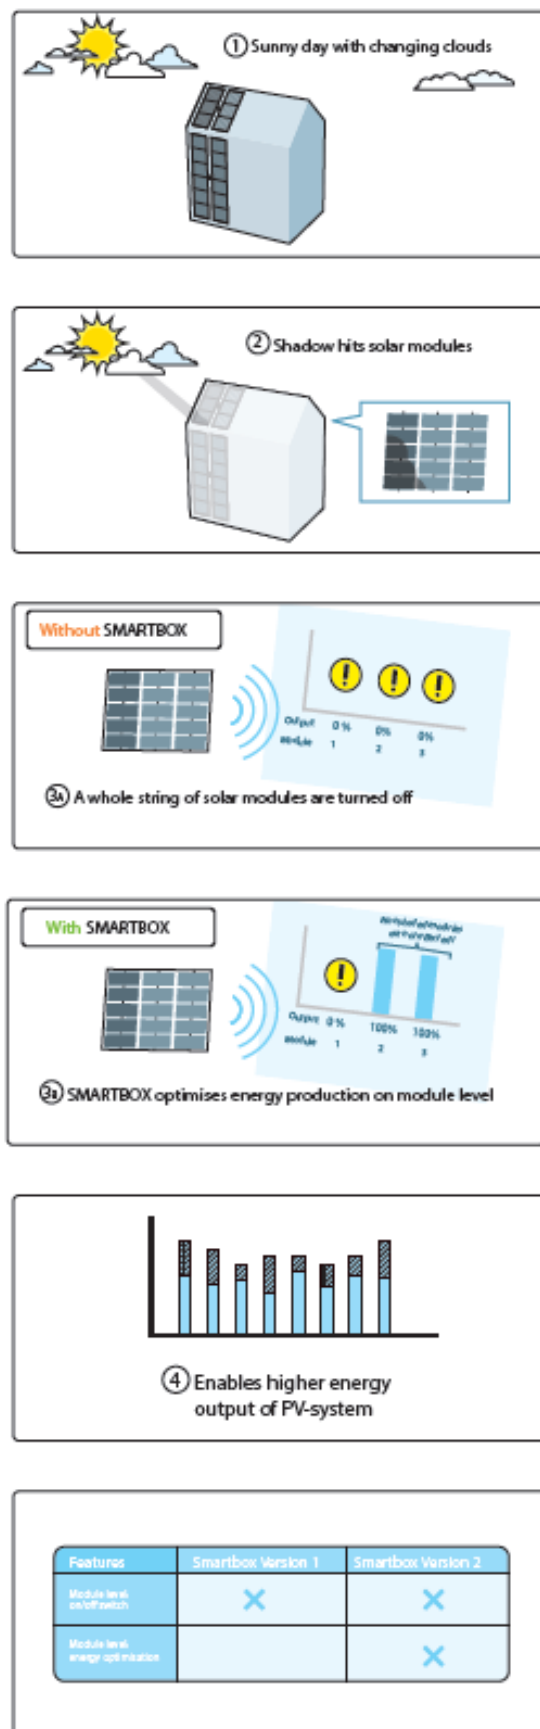 1 Sunny day with changing clouds
2 Shadow hits solar modules
Without SMARTBOX
! ! !
Output 0% 0% 0%
Module 1 2 3
3A A whole string of solar modules are turned off
With SMARTBOX
!
Output 0% 100% 100%
Module 1 2 3
3B SMARTBOX optimises energy production on module level
4 Enables higher energy
output of PV-system
Features Smartbox Version 1 Smartbox Version 2
Module level
on/off switch
Module level
energy optimisation